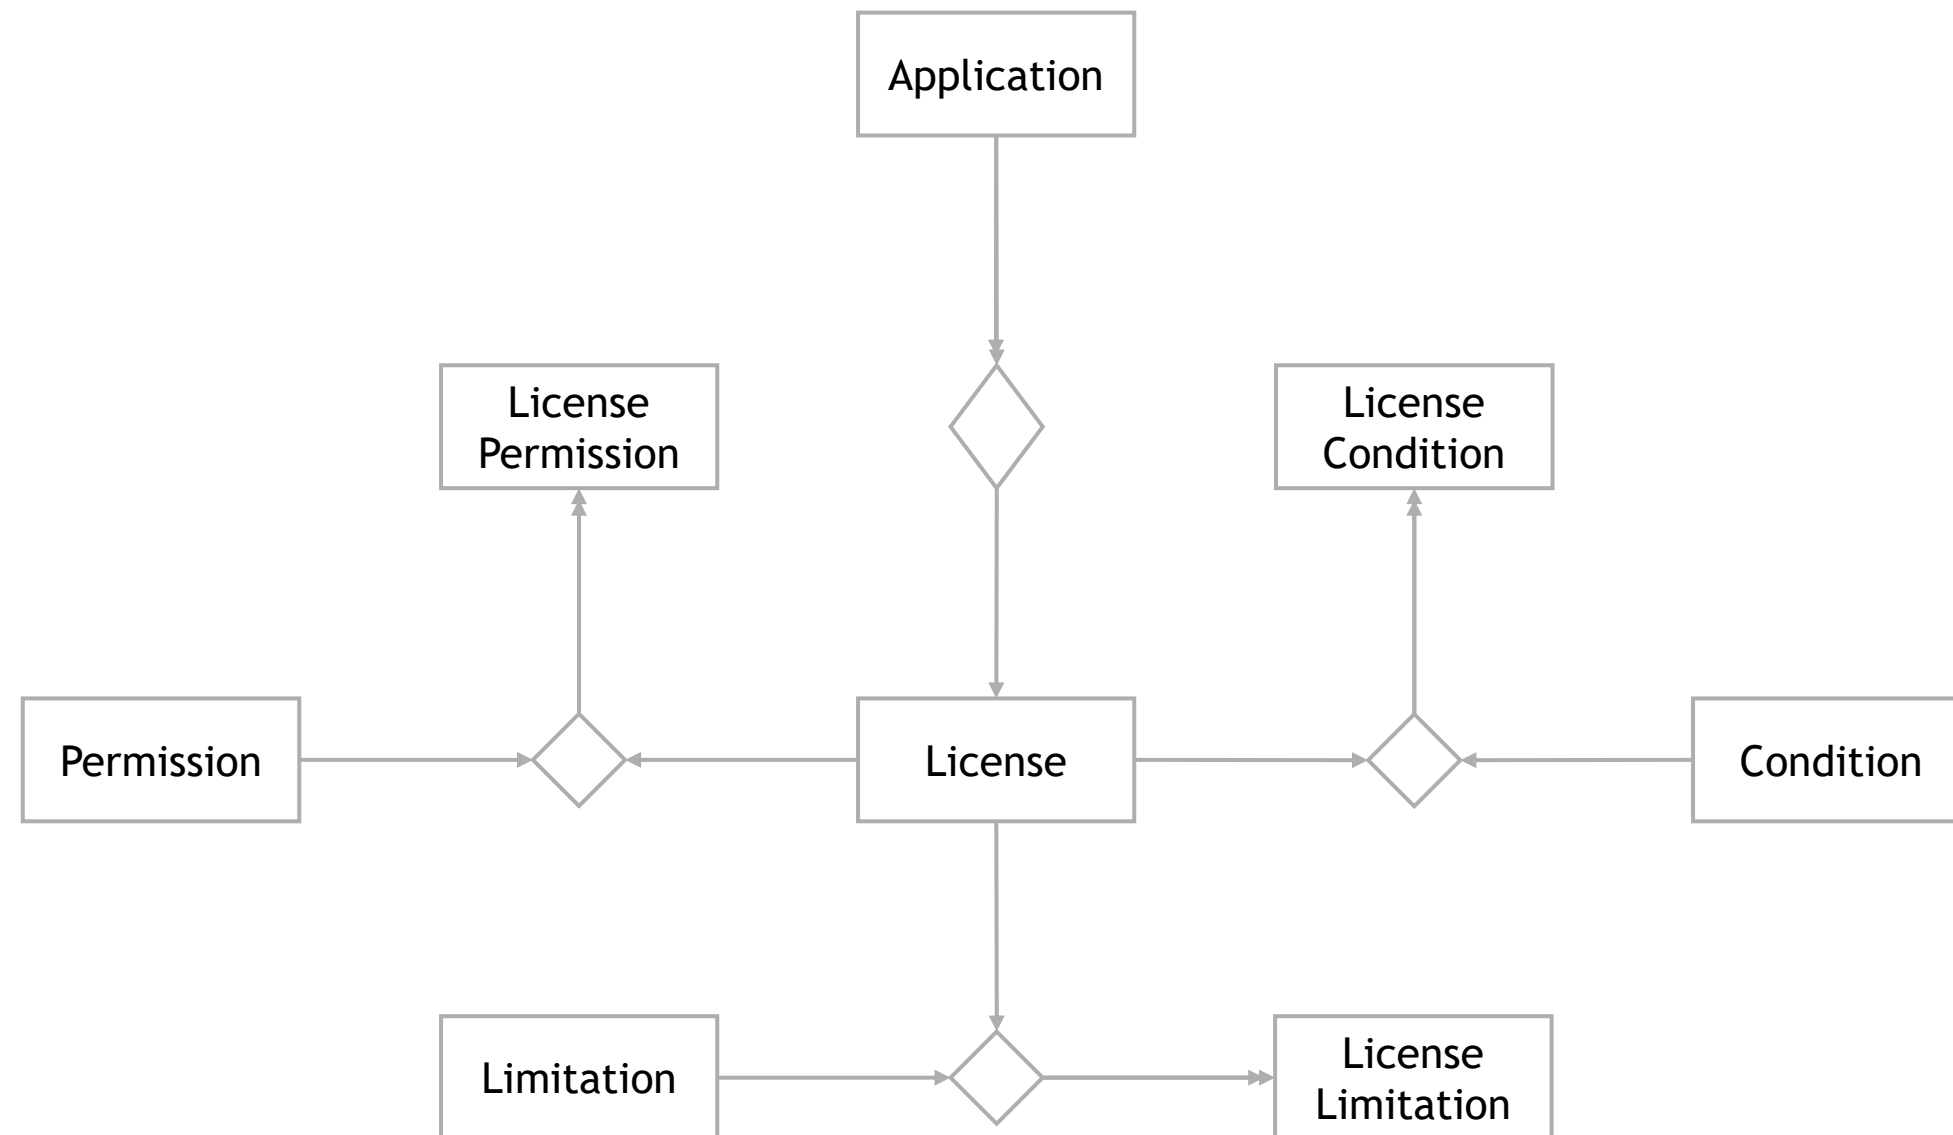 Application
License
Permission
License
Condition
Permission
License
Condition
Limitation
License
Limitation